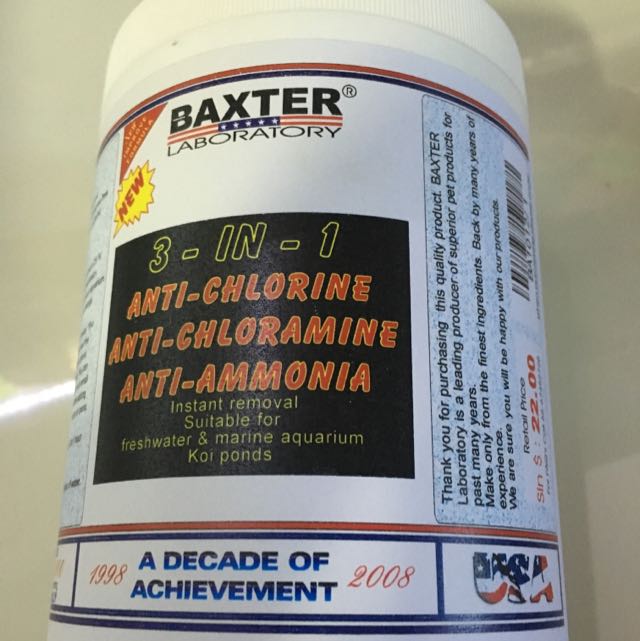 BAXTER®
LABORATORY
NEW
3 - IN - 1
ANTI-CHLORINE
ANTI-CHLORAMINE
ANTI-AMMONIA
Instant removal
Suitable for
freshwater & marine aquarium
Koi ponds
Thank you for purchasing this quality product. BAXTER
Laboratory is a leading producer of superior pet products for
past many years.
Make only from the finest ingredients. Back by many years of
experience.
We are sure you will be happy with our products.
Retail Price
Sin $ : 22.00
1998
A DECADE OF
ACHIEVEMENT
2008
USA